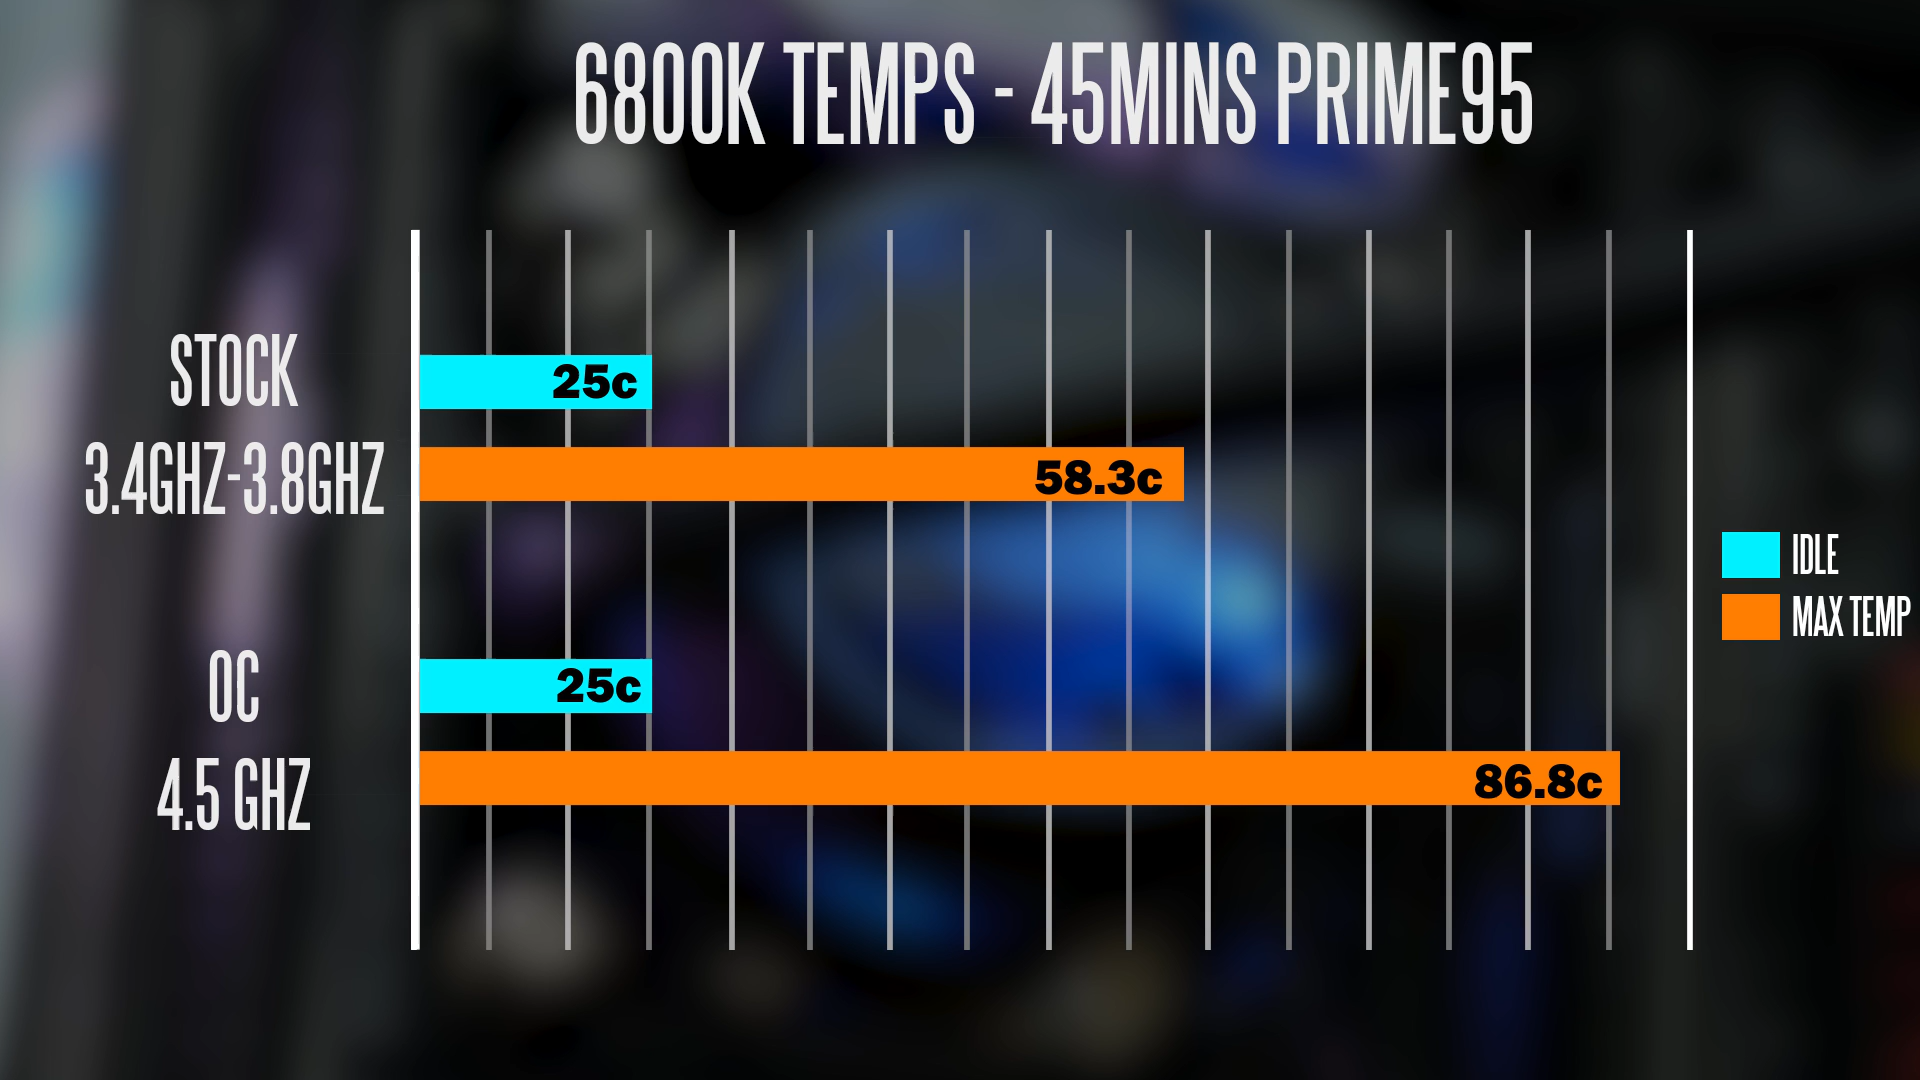 6800K TEMPS - 45MINS PRIME95
STOCK
3.4GHZ-3.8GHZ
25c
58.3c
OC
4.5 GHZ
25c
86.8c
IDLE
MAX TEMP